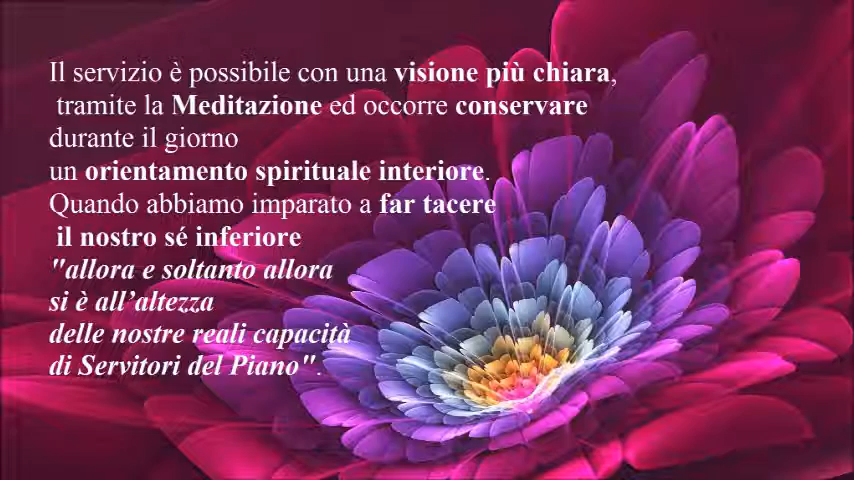 Il servizio è possibile con una visione più chiara,
tramite la Meditazione ed occorre conservare
durante il giorno
un orientamento spirituale interiore.
Quando abbiamo imparato a far tacere
il nostro sé inferiore
"allora e soltanto allora
si è all’altezza
delle nostre reali capacità
di Servitori del Piano".